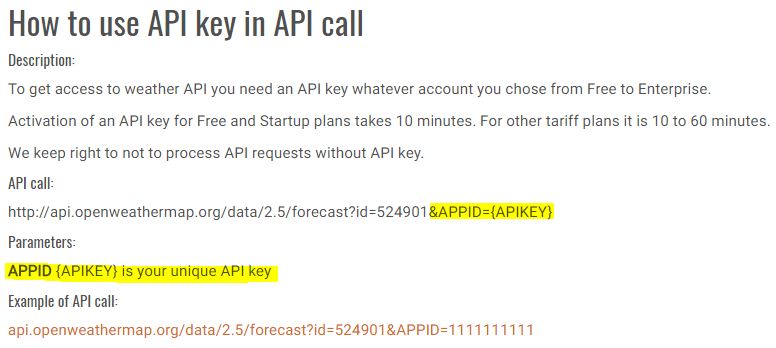 How to use API key in API call
Description:
To get access to weather API you need an API key whatever account you chose from Free to Enterprise.
Activation of an API key for Free and Startup plans takes 10 minutes. For other tariff plans it is 10 to 60 minutes.
We keep right to not to process API requests without API key.
API call:
http://api.openweathermap.org/data/2.5/forecast?id=524901&APPID={APIKEY}
Parameters:
APPID {APIKEY} is your unique API key
Example of API call:
api.openweathermap.org/data/2.5/forecast?id=524901&APPID=1111111111